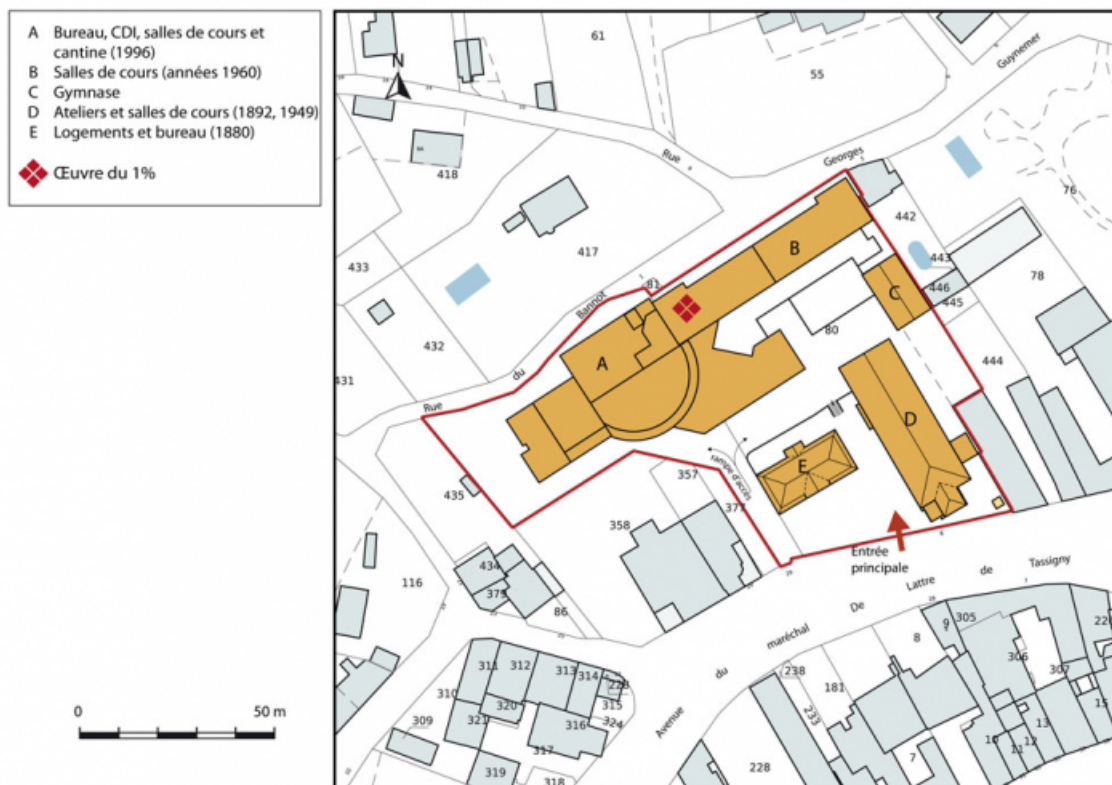 A Bureau, CDI, salles de cours et
cantine (1996)
B Salles de cours (années 1960)
C Gymnase
D Ateliers et salles de cours (1892, 1949)
E Logements et bureau (1880)
Œuvre du 1%
0 50 m
N
61
55
Guynemer
Rue
Georges
418
76
417
442
443
446
445
78
433
81
Bannot
B
C
80
432
431
A
444
du
Rue
D
E
rampe d'accès
357
377
435
358
Entrée
principale
434
379
86
116
Avenue du maréchal De Lattre de Tassigny
8
9
305
306
307
311
312
313
314
315
324
310
320
321
316
309
317
319
318
238
181
233
228
7
10
11
12
13
15